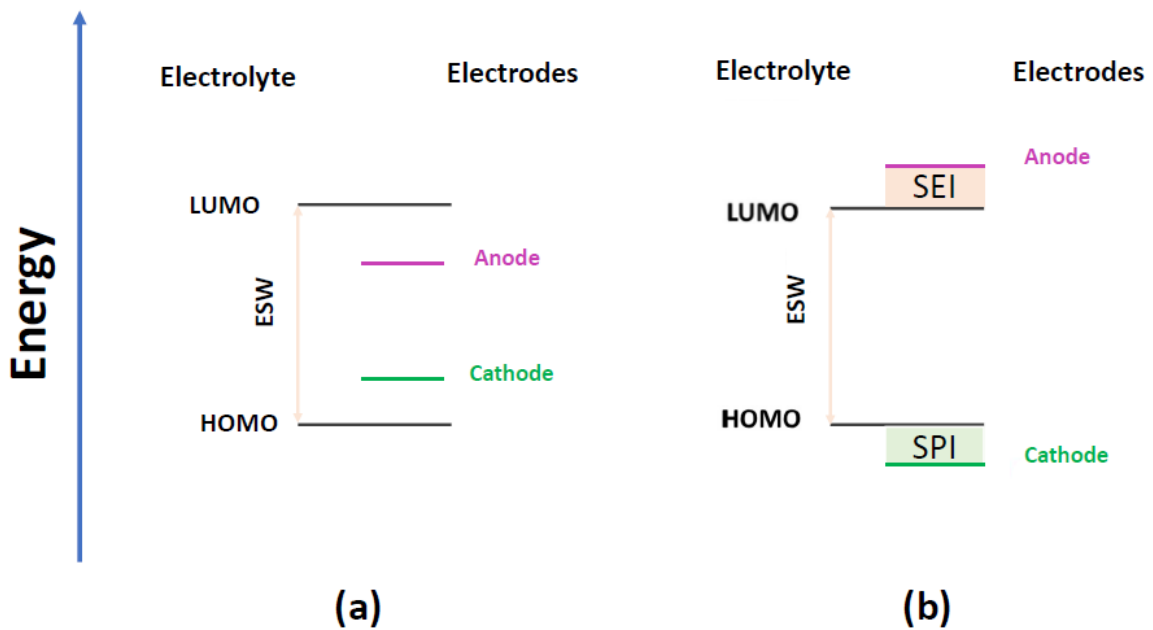 Energy
Electrolyte
Electrodes
LUMO
Anode
ESW
Cathode
HOMO
(a)
Electrolyte
Electrodes
Anode
SEI
LUMO
ESW
HOMO
SPI
Cathode
(b)